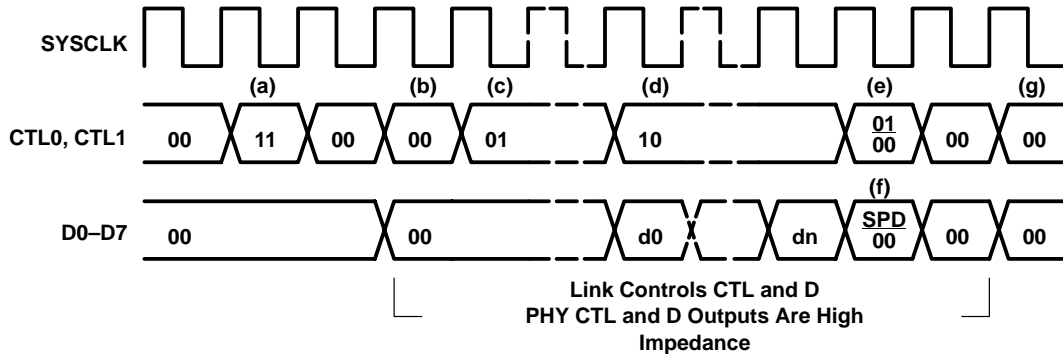 SYSCLK
(a) (b) (c) (d) (e) (g)
CTL0, CTL1 00 11 00 00 01 10 01 00 00
00
(f)
D0–D7 00 00 d0 dn SPD 00 00
00
Link Controls CTL and D
PHY CTL and D Outputs Are High
Impedance